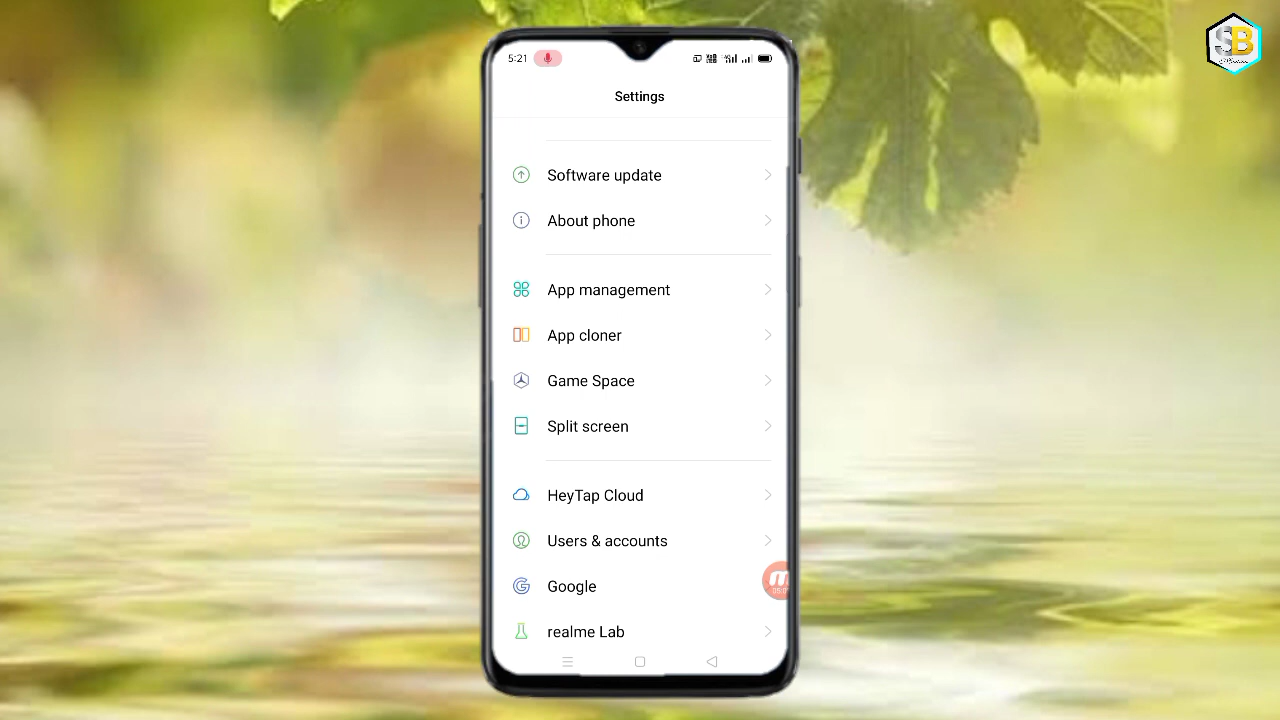 SB
5:21
Settings
Software update
About phone
App management
App cloner
Game Space
Split screen
HeyTap Cloud
Users & accounts
Google
realme Lab